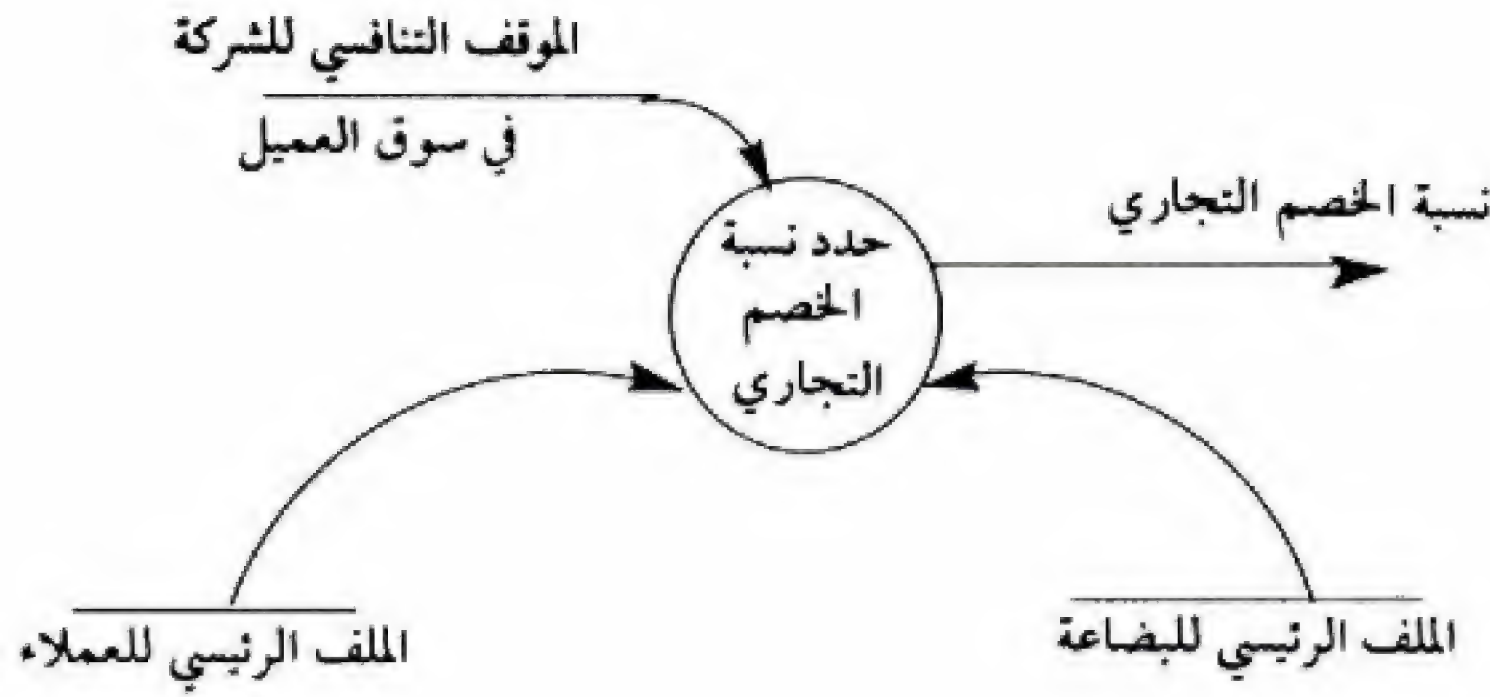 الموقف التنافسي للشركة
في سوق العميل
نسبة الخصم التجاري
حدد نسبة
الخصم
التجاري
الملف الرئيسي للبضاعة
الملف الرئيسي للعملاء